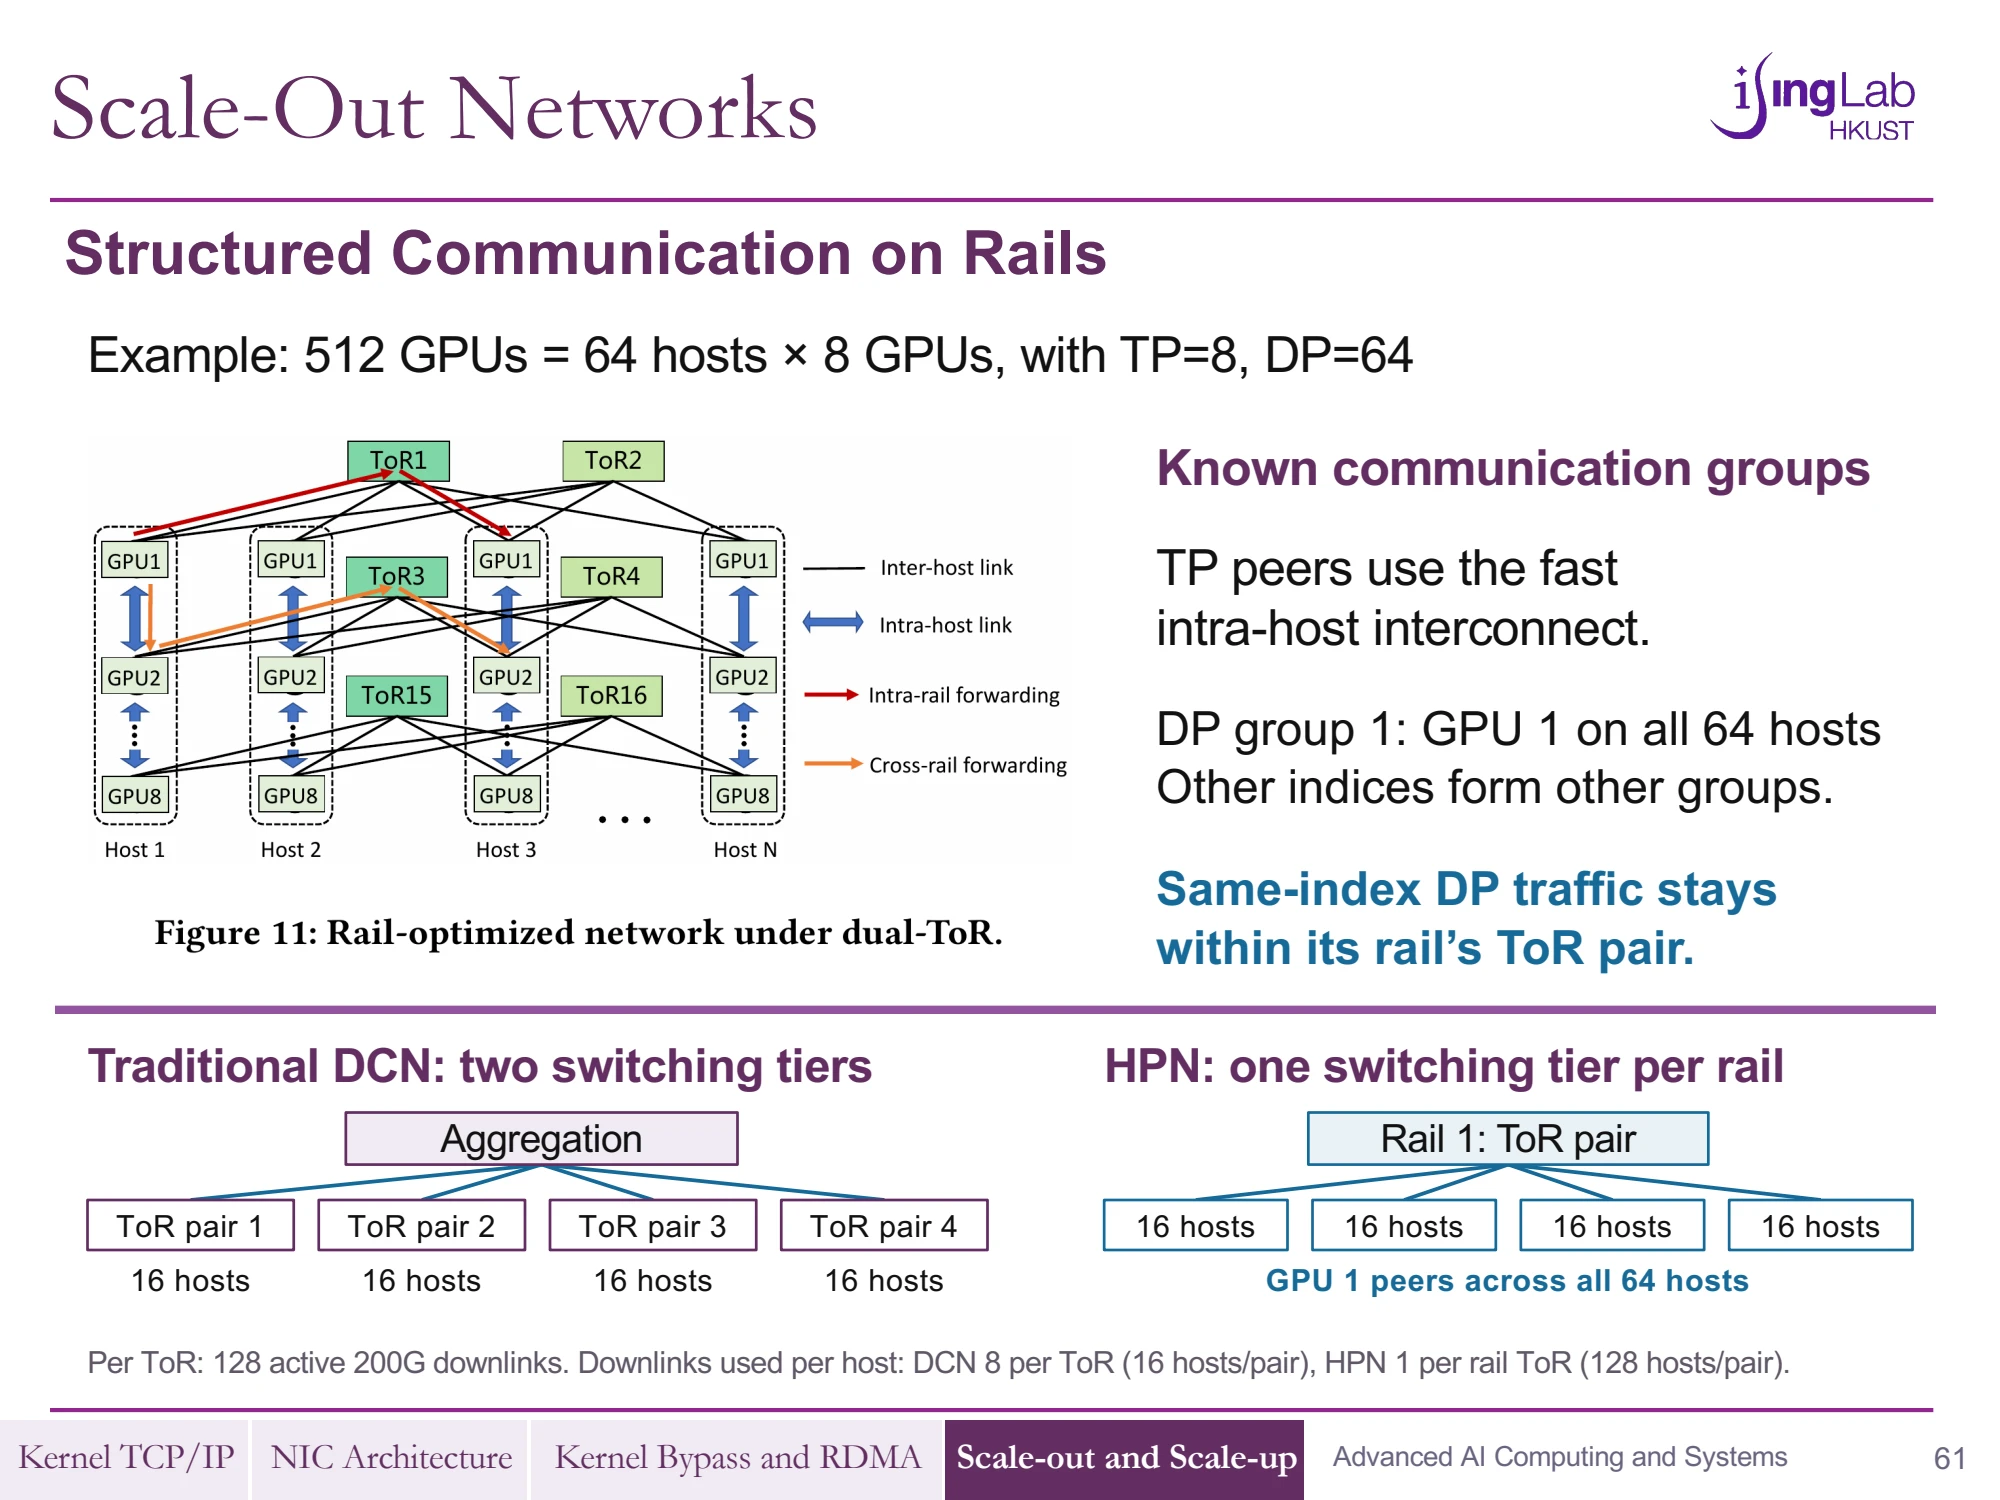 Scale-Out Networks
isingLab
HKUST
Structured Communication on Rails
Example: 512 GPUs = 64 hosts × 8 GPUs, with TP=8, DP=64
ToR1
ToR2
GPU1
GPU1
GPU1
GPU1
ToR3
ToR4
GPU2
GPU2
GPU2
GPU2
ToR15
ToR16
GPU8
GPU8
GPU8
GPU8
...
Host 1
Host 2
Host 3
Host N
Inter-host link
Intra-host link
Intra-rail forwarding
Cross-rail forwarding
Figure 11: Rail-optimized network under dual-ToR.
Known communication groups
TP peers use the fast
intra-host interconnect.
DP group 1: GPU 1 on all 64 hosts
Other indices form other groups.
Same-index DP traffic stays
within its rail’s ToR pair.
Traditional DCN: two switching tiers
Aggregation
ToR pair 1
ToR pair 2
ToR pair 3
ToR pair 4
16 hosts
16 hosts
16 hosts
16 hosts
HPN: one switching tier per rail
Rail 1: ToR pair
16 hosts
16 hosts
16 hosts
16 hosts
GPU 1 peers across all 64 hosts
Per ToR: 128 active 200G downlinks. Downlinks used per host: DCN 8 per ToR (16 hosts/pair), HPN 1 per rail ToR (128 hosts/pair).
Kernel TCP/IP
NIC Architecture
Kernel Bypass and RDMA
Scale-out and Scale-up
Advanced AI Computing and Systems
61